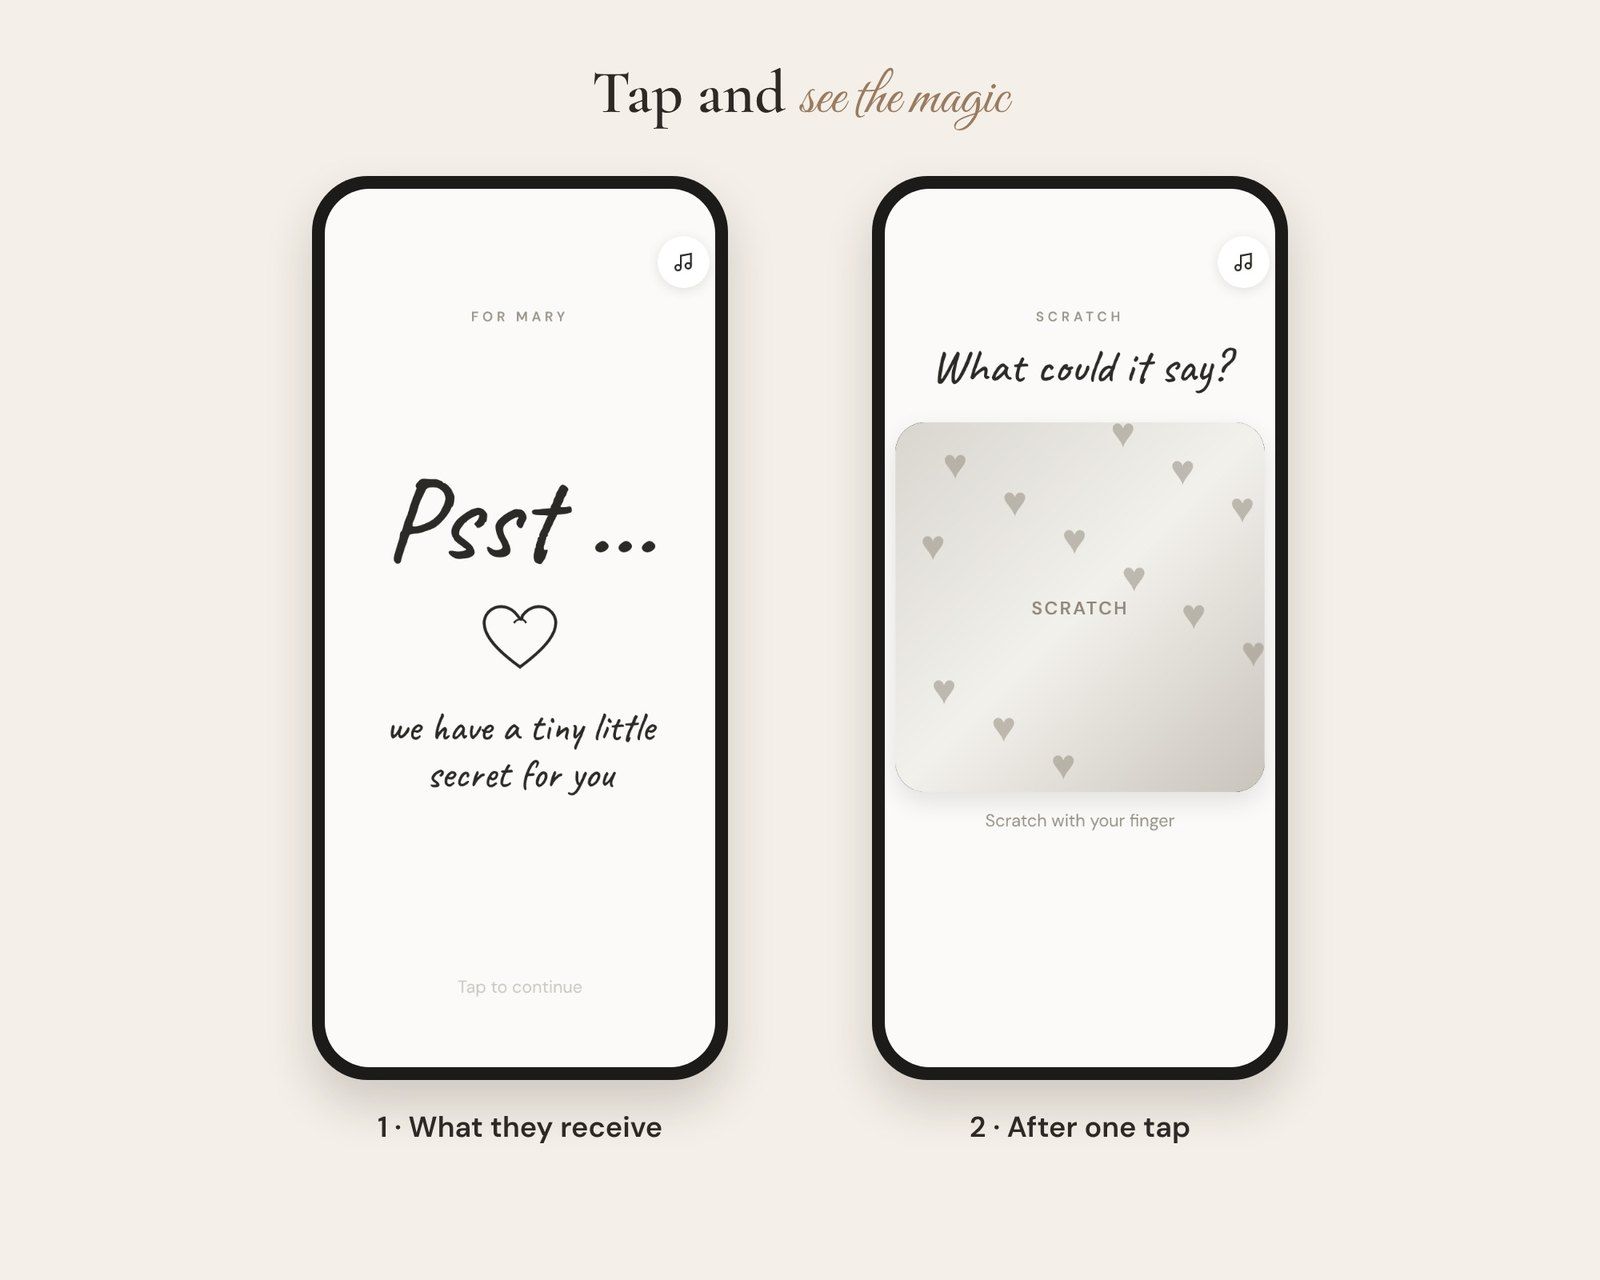 Tap and see the magic
FOR MARY
Psst ...
we have a tiny little
secret for you
Tap to continue
1 · What they receive
SCRATCH
What could it say?
SCRATCH
Scratch with your finger
2 · After one tap